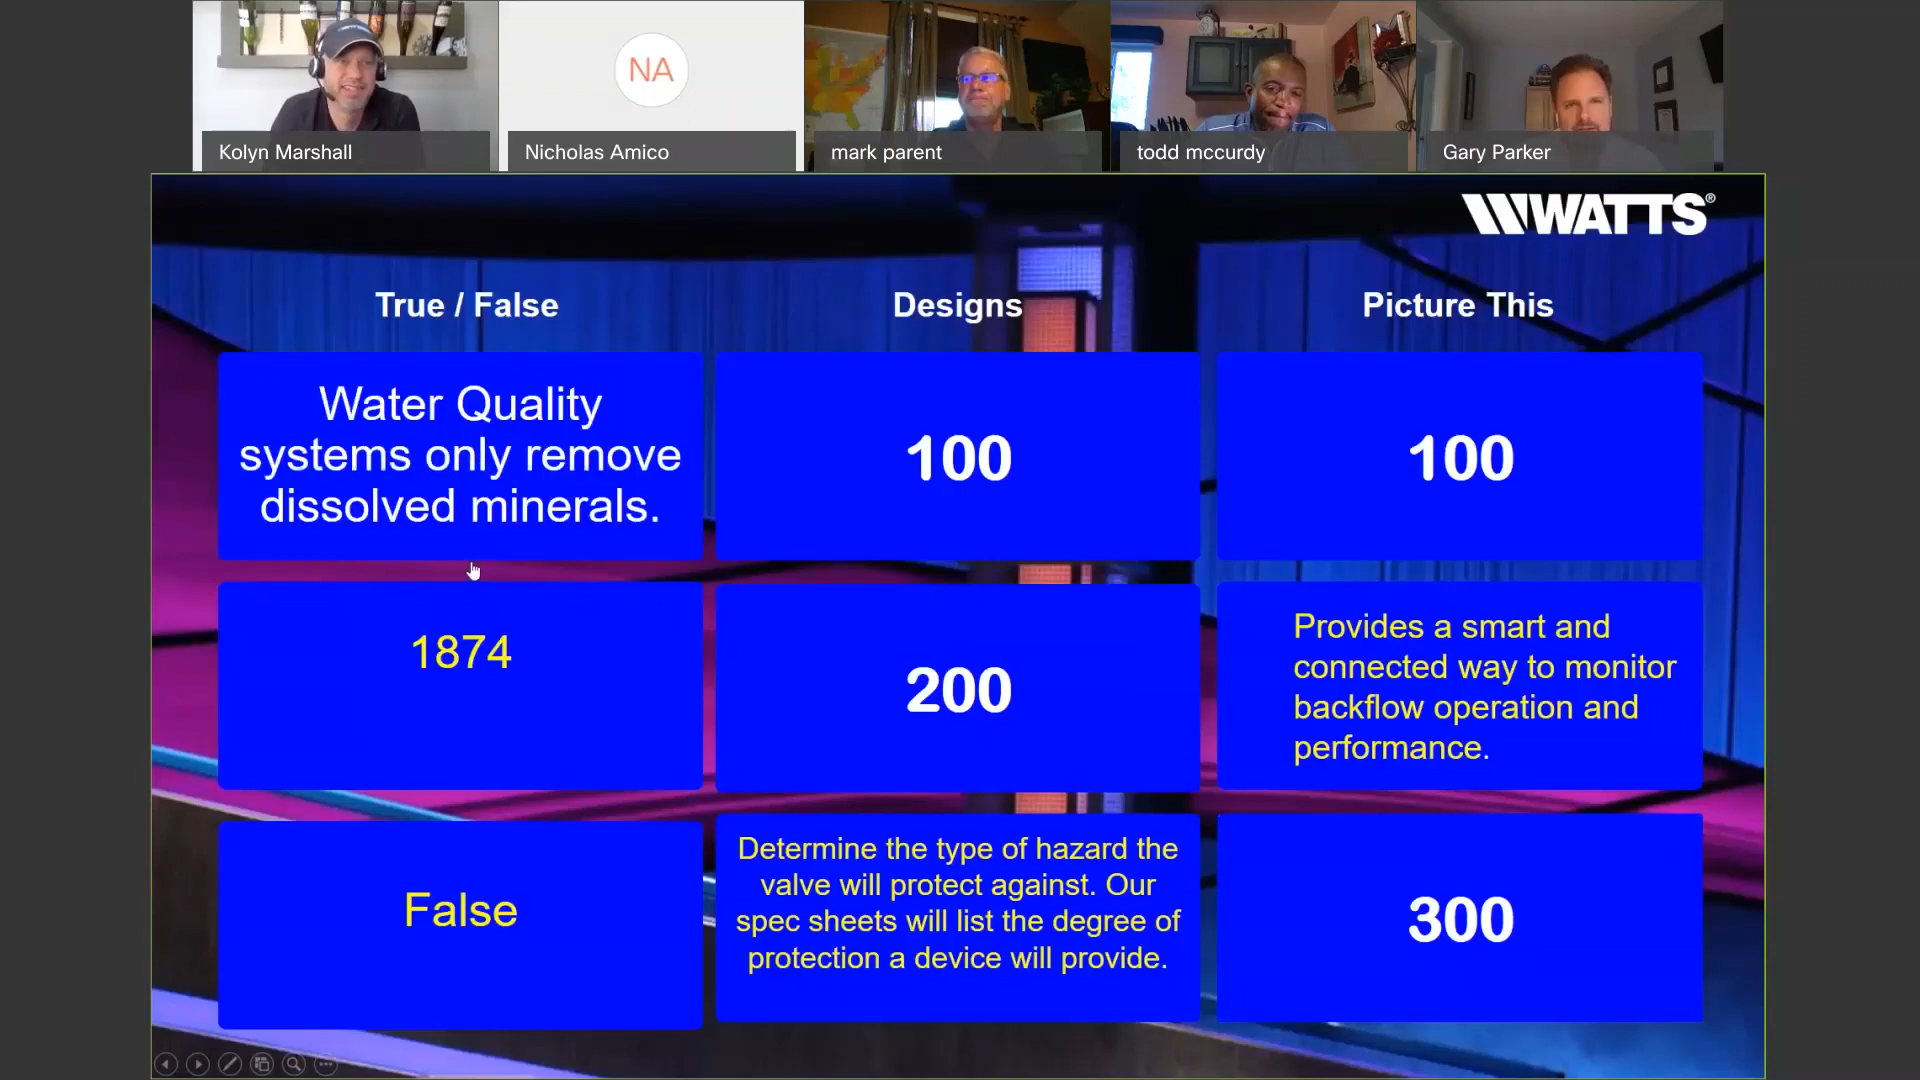 NA
Kolyn Marshall
Nicholas Amico
mark parent
todd mccurdy
Gary Parker
WATTS®
True / False
Designs
Picture This
Water Quality
systems only remove
dissolved minerals.
100
100
1874
200
Provides a smart and
connected way to monitor
backflow operation and
performance.
False
Determine the type of hazard the
valve will protect against. Our
spec sheets will list the degree of
protection a device will provide.
300